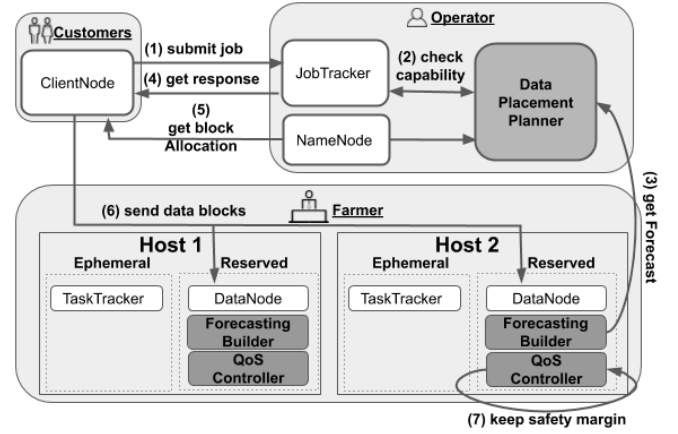 Customers
Operator
ClientNode
(1) submit job
(4) get response
(5)
get block
Allocation
JobTracker
NameNode
(2) check
capability
Data
Placement
Planner
(3) get Forecast
(6) send data blocks
Farmer
Host 1
Ephemeral
Reserved
TaskTracker
DataNode
Forecasting
Builder
QoS
Controller
Host 2
Ephemeral
Reserved
TaskTracker
DataNode
Forecasting
Builder
QoS
Controller
(7) keep safety margin